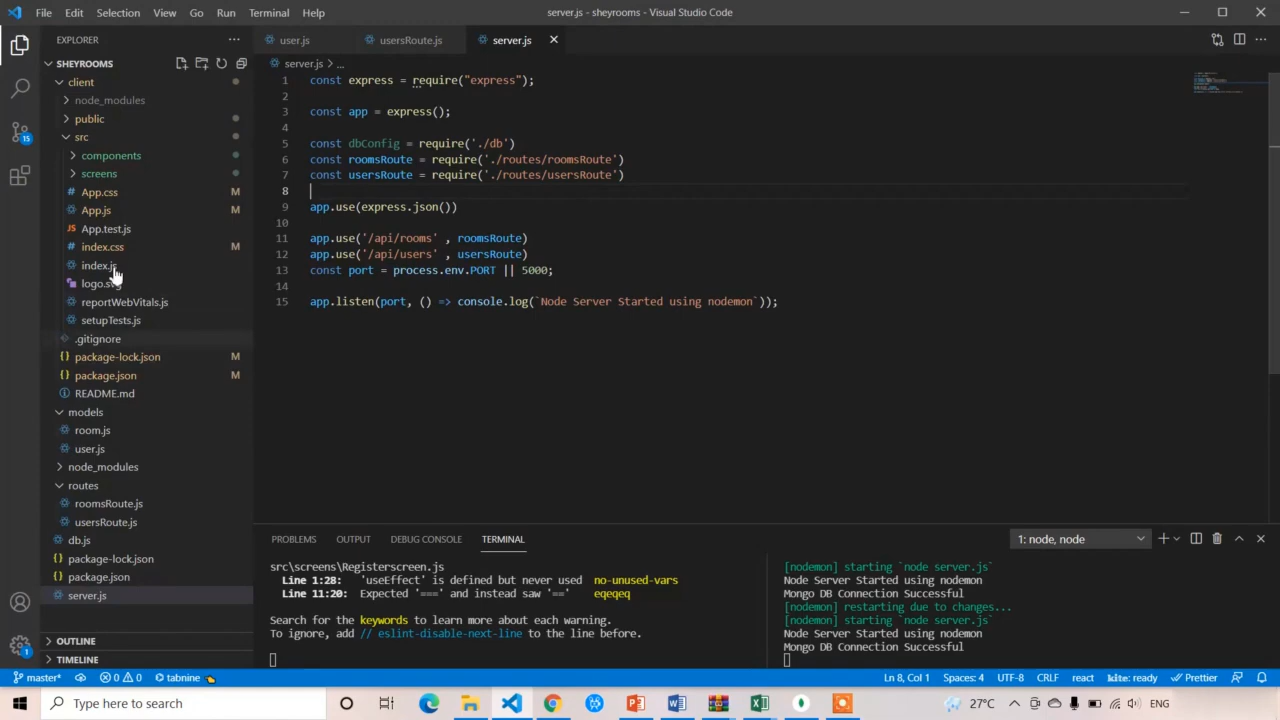 File Edit Selection View Go Run Terminal Help
server.js - sheyrooms - Visual Studio Code
EXPLORER
SHEYROOMS
client
node_modules
public
src
components
screens
App.css M
App.js M
App.test.js
index.css M
index.js
logo.svg
reportWebVitals.js
setupTests.js
.gitignore
package-lock.json M
package.json M
README.md
models
room.js
user.js
node_modules
routes
roomsRoute.js
usersRoute.js
db.js
package-lock.json
package.json
server.js
OUTLINE
TIMELINE
15
1
user.js usersRoute.js server.js
server.js > ...
1 const express = require("express");
2
3 const app = express();
4
5 const dbConfig = require('./db')
6 const roomsRoute = require('./routes/roomsRoute')
7 const usersRoute = require('./routes/usersRoute')
8
9 app.use(express.json())
10
11 app.use('/api/rooms' , roomsRoute)
12 app.use('/api/users' , usersRoute)
13 const port = process.env.PORT || 5000;
14
15 app.listen(port, () => console.log(`Node Server Started using nodemon`));
PROBLEMS OUTPUT DEBUG CONSOLE TERMINAL
1: node, node
src\screens\Registerscreen.js
Line 1:28: 'useEffect' is defined but never used no-unused-vars
Line 11:20: Expected '===' and instead saw '==' eqeqeq
Search for the keywords to learn more about each warning.
To ignore, add // eslint-disable-next-line to the line before.
[nodemon] starting `node server.js`
Node Server Started using nodemon
Mongo DB Connection Successful
[nodemon] restarting due to changes...
[nodemon] starting `node server.js`
Node Server Started using nodemon
Mongo DB Connection Successful
master* 0 0 tabnine
Ln 8, Col 1 Spaces: 4 UTF-8 CRLF react kite: ready Prettier
Type here to search
27°C ENG